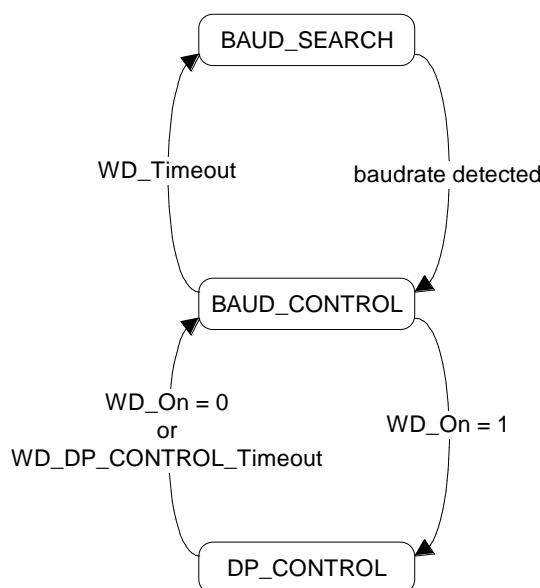 BAUD_SEARCH
WD_Timeout
baudrate detected
BAUD_CONTROL
WD_On = 0
or
WD_DP_CONTROL_Timeout
WD_On = 1
DP_CONTROL